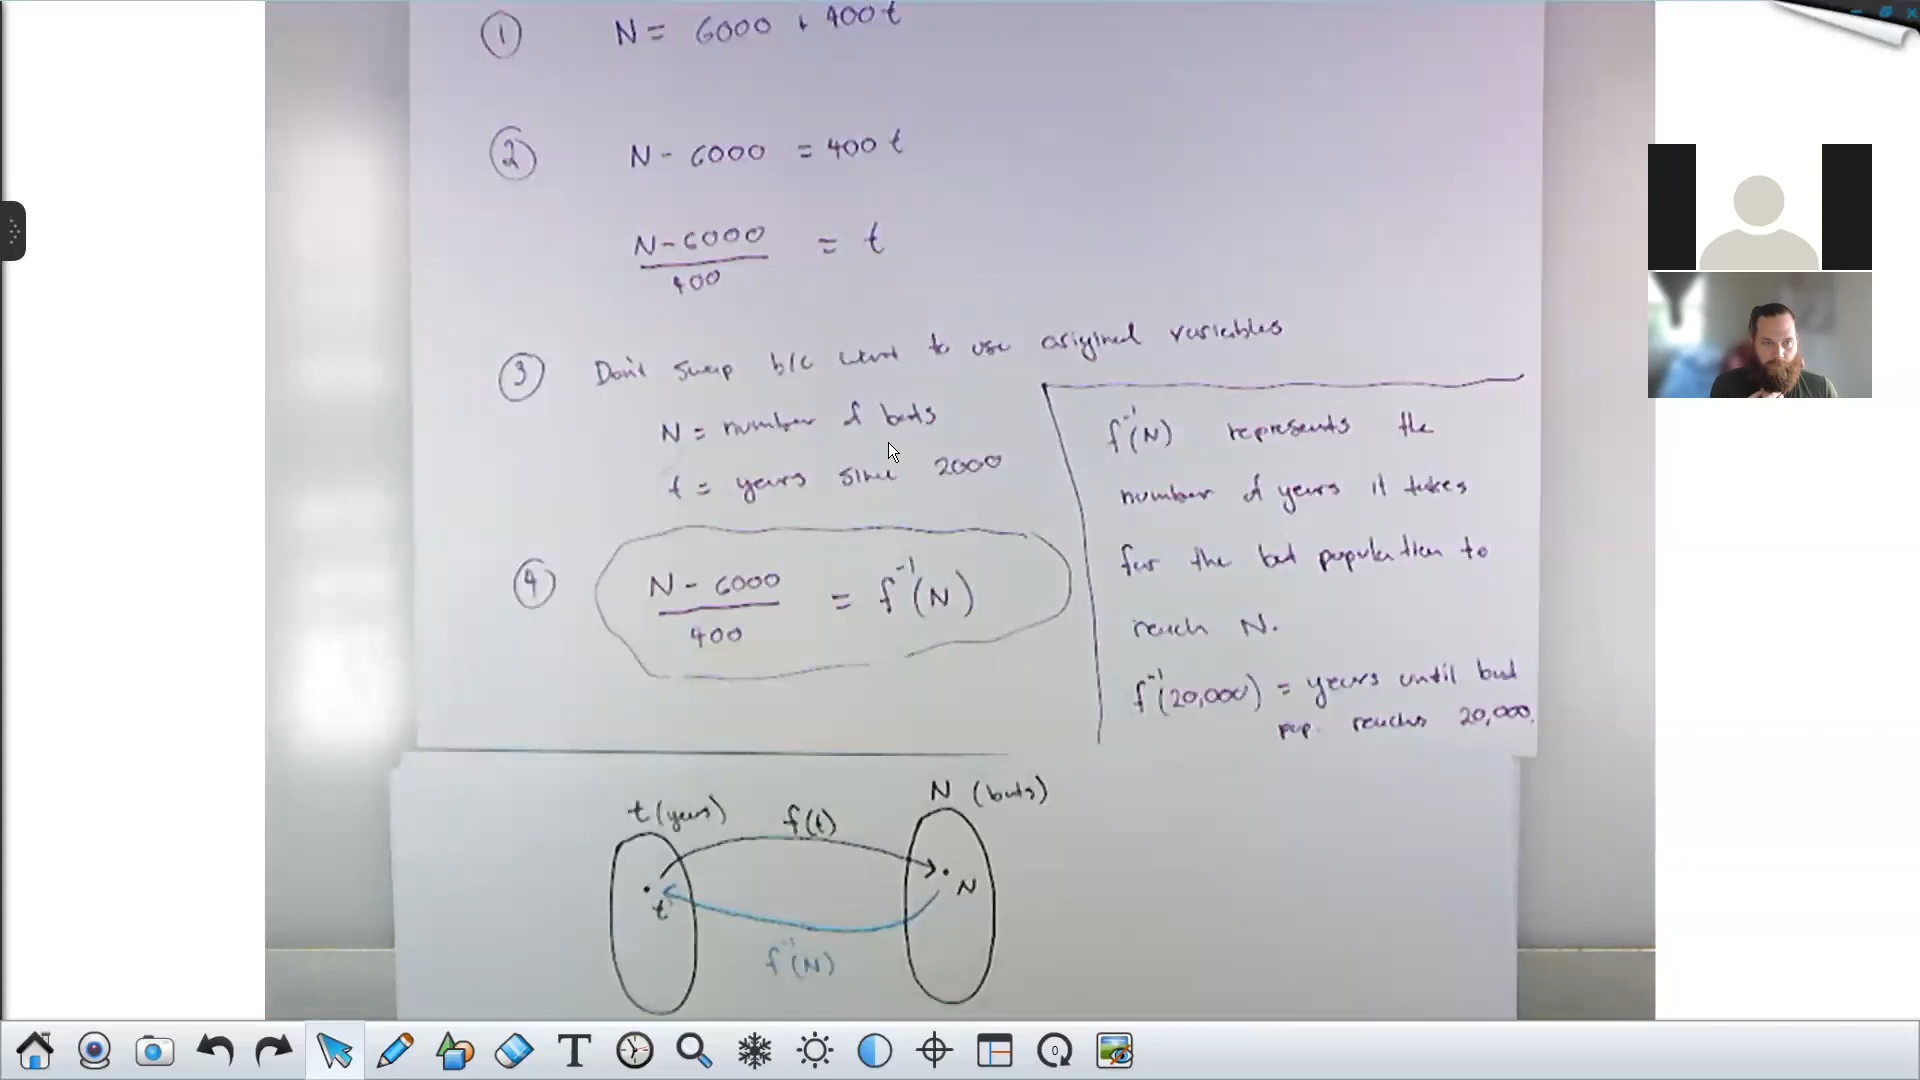 ① N = 6000 + 400t
② N - 6000 = 400t
N - 6000 / 400 = t
③ Don't swap b/c want to use original variables
N = number of bats
t = years since 2000
④ N - 6000 / 400 = f⁻¹(N)
f⁻¹(N) represents the
number of years it takes
for the bat population to
reach N.
f⁻¹(20,000) = years until bat
pop. reaches 20,000.
t (years) f(t) N (bats)
t N
f⁻¹(N)
T
0